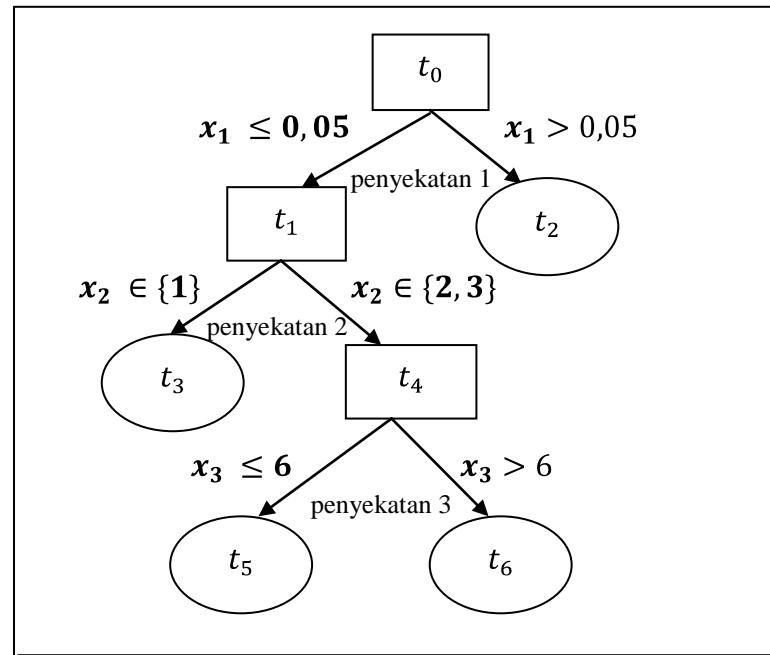 t₀
x₁ ≤ 0,05
x₁ > 0,05
penyekatan 1
t₁
t₂
x₂ ∈ {1}
x₂ ∈ {2, 3}
penyekatan 2
t₃
t₄
x₃ ≤ 6
x₃ > 6
penyekatan 3
t₅
t₆